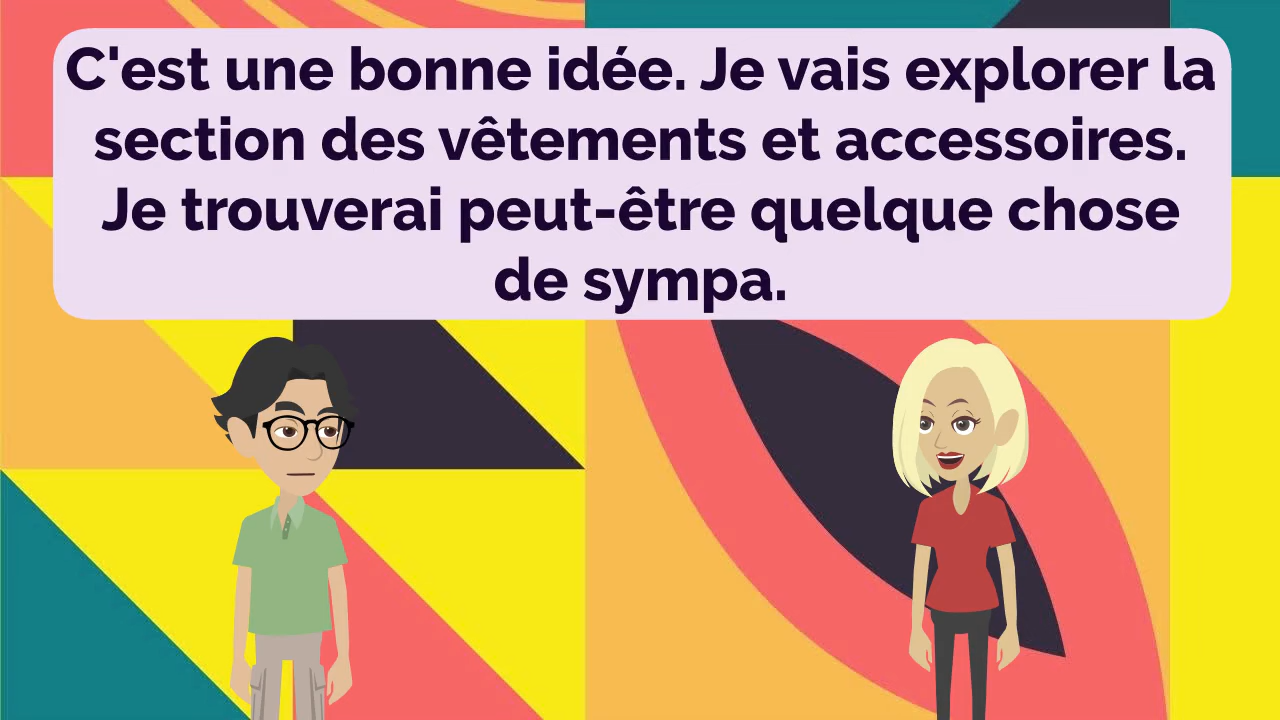 C'est une bonne idée. Je vais explorer la
section des vêtements et accessoires.
Je trouverai peut-être quelque chose
de sympa.